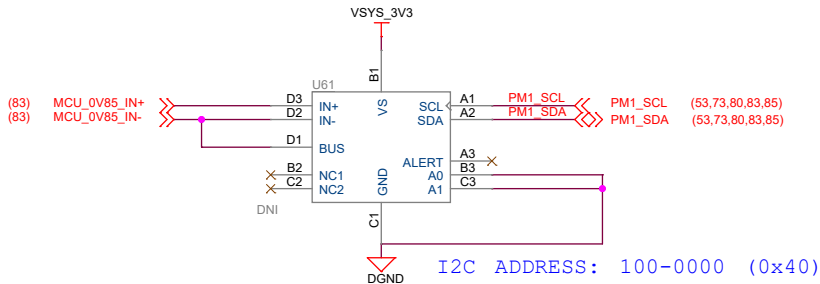 VSYS_3V3
U61
B1
(83) MCU_0V85_IN+ D3 IN+ VS SCL A1 PM1_SCL PM1_SCL (53,73,80,83,85)
(83) MCU_0V85_IN- D2 IN- SDA A2 PM1_SDA PM1_SDA (53,73,80,83,85)
D1 BUS
ALERT A3
B2 NC1 GND A0 B3
C2 NC2 A1 C3
DNI
C1
DGND
I2C ADDRESS: 100-0000 (0x40)